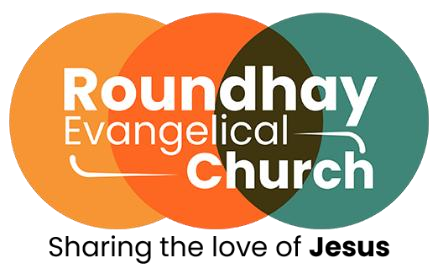 Roundhay
Evangelical
Church
Sharing the love of Jesus